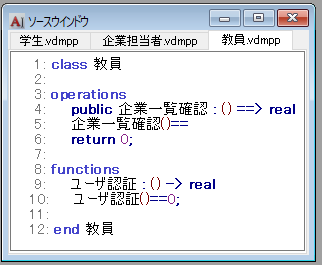 ソースウインドウ
学生.vdmpp 企業担当者.vdmpp 教員.vdmpp
1: class 教員
2:
3: operations
4: public 企業一覧確認 : () ==> real
5: 企業一覧確認()==
6: return 0;
7:
8: functions
9: ユーザ認証 : () -> real
10: ユーザ認証()==0;
11:
12: end 教員